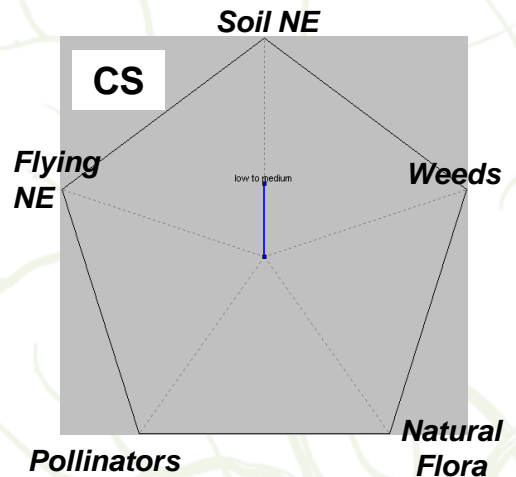 Soil NE
CS
Flying
NE
low to medium
Weeds
Pollinators
Natural
Flora